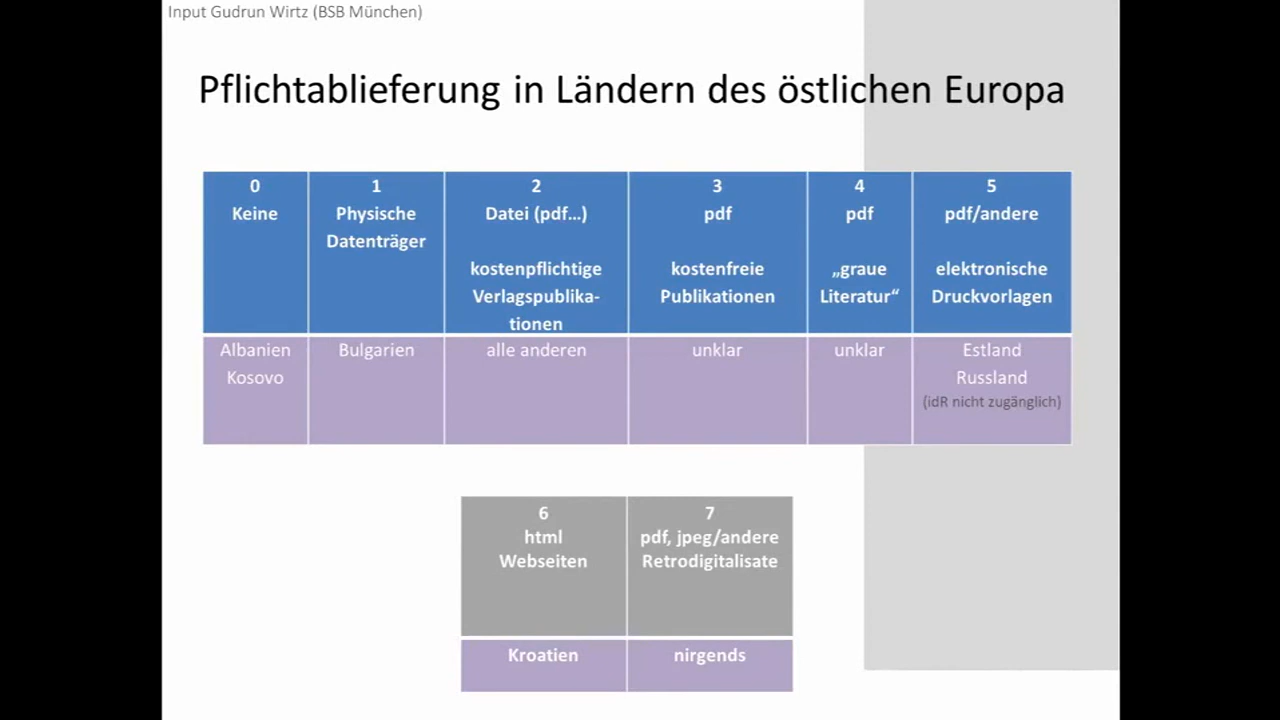 Input Gudrun Wirtz (BSB München)
Pflichtablieferung in Ländern des östlichen Europa
0
Keine
1
Physische
Datenträger
2
Datei (pdf…)
kostenpflichtige
Verlagspublika-
tionen
3
pdf
kostenfreie
Publikationen
4
pdf
„graue
Literatur“
5
pdf/andere
elektronische
Druckvorlagen
Albanien
Kosovo
Bulgarien
alle anderen
unklar
unklar
Estland
Russland
(idR nicht zugänglich)
6
html
Webseiten
7
pdf, jpeg/andere
Retrodigitalisate
Kroatien
nirgends